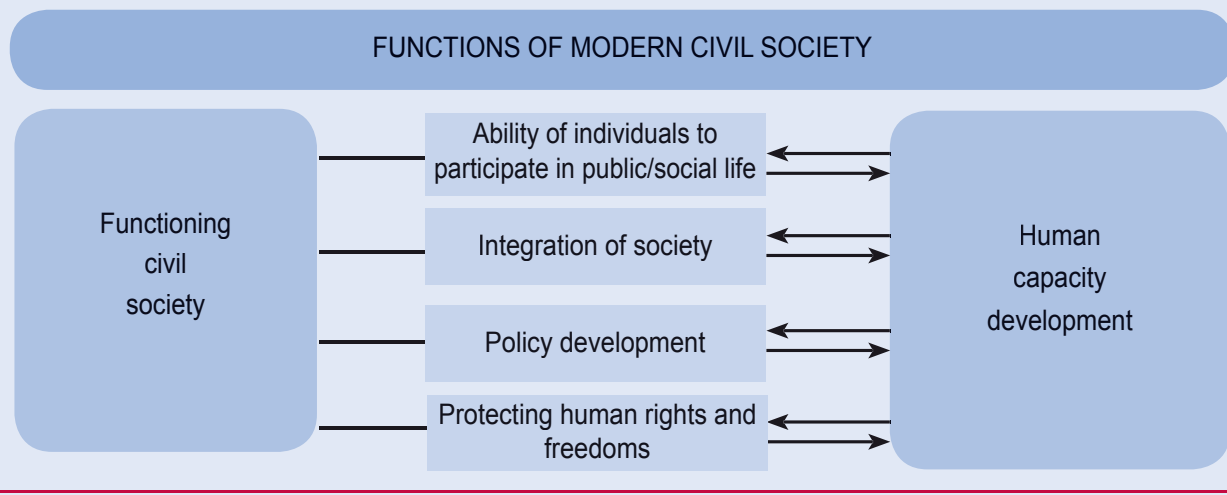 FUNCTIONS OF MODERN CIVIL SOCIETY
Functioning
civil
society
Ability of individuals to
participate in public/social life
Integration of society
Policy development
Protecting human rights and
freedoms
Human
capacity
development